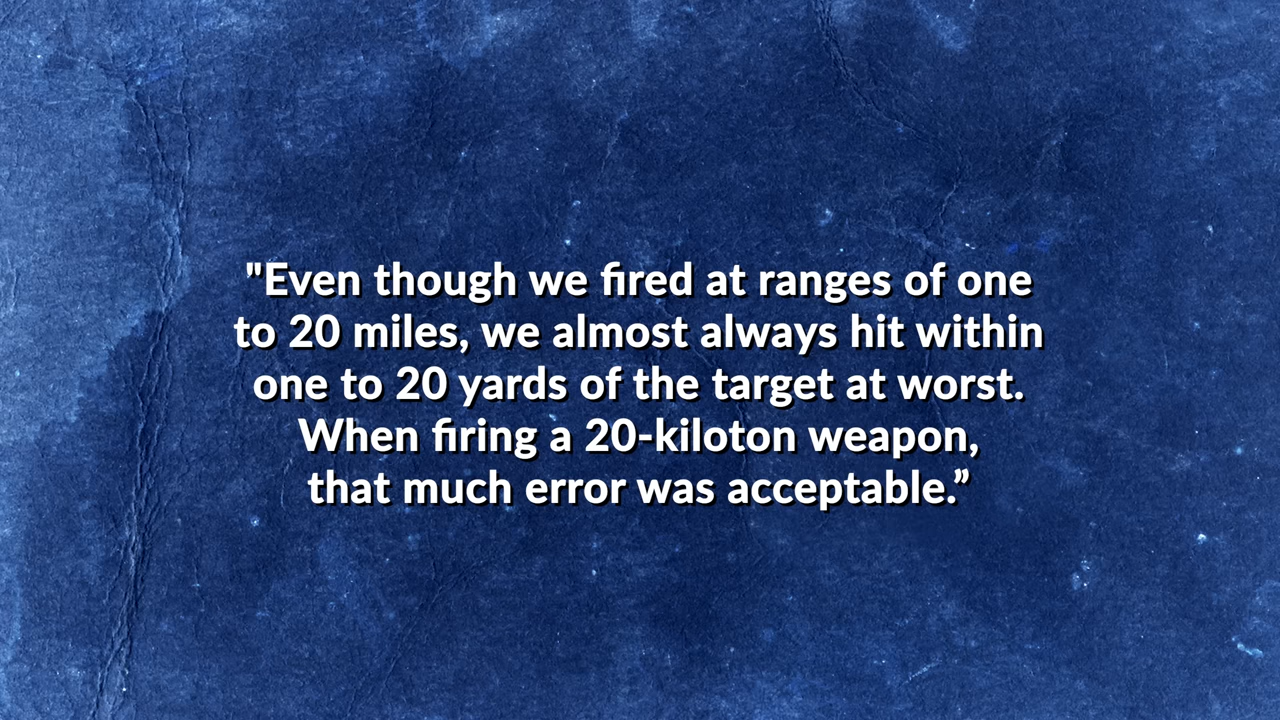 "Even though we fired at ranges of one
to 20 miles, we almost always hit within
one to 20 yards of the target at worst.
When firing a 20-kiloton weapon,
that much error was acceptable.”